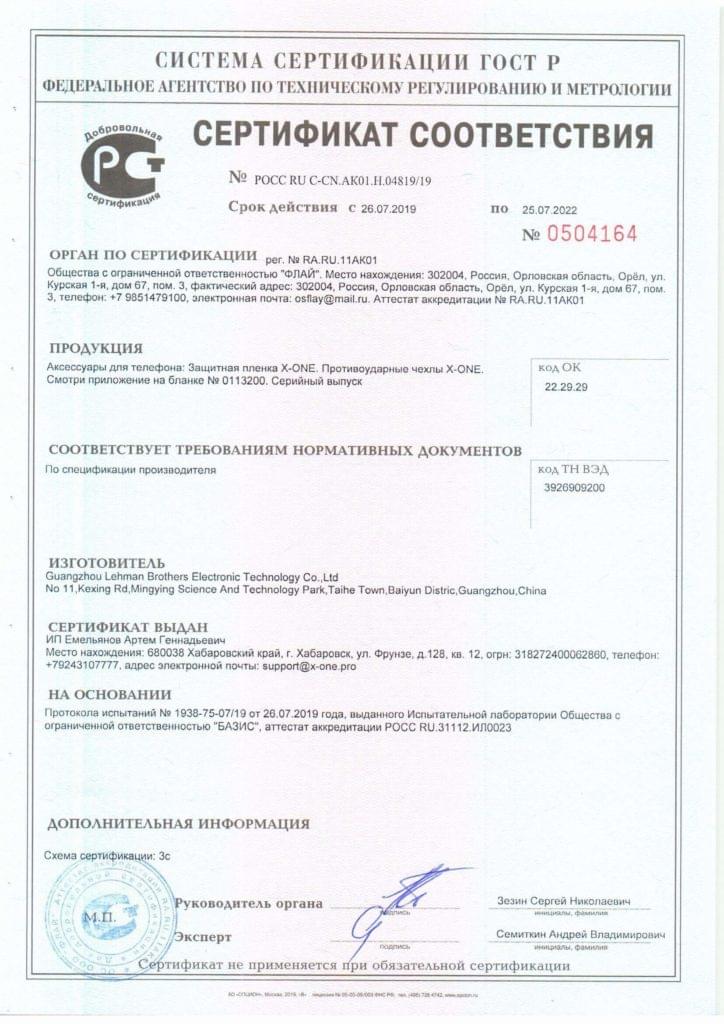 СИСТЕМА СЕРТИФИКАЦИИ ГОСТ Р
ФЕДЕРАЛЬНОЕ АГЕНТСТВО ПО ТЕХНИЧЕСКОМУ РЕГУЛИРОВАНИЮ И МЕТРОЛОГИИ
Добровольная
сертификация
СЕРТИФИКАТ СООТВЕТСТВИЯ
№ РОСС RU C-CN.АК01.Н.04819/19
Срок действия с 26.07.2019 по 25.07.2022
№ 0504164
ОРГАН ПО СЕРТИФИКАЦИИ рег. № RA.RU.11АК01
Общества с ограниченной ответственностью "ФЛАЙ". Место нахождения: 302004, Россия, Орловская область, Орёл, ул.
Курская 1-я, дом 67, пом. 3, фактический адрес: 302004, Россия, Орловская область, Орёл, ул. Курская 1-я, дом 67, пом.
3, телефон: +7 9851479100, электронная почта: osflay@mail.ru. Аттестат аккредитации № RA.RU.11АК01
ПРОДУКЦИЯ
Аксессуары для телефона: Защитная пленка X-ONE. Противоударные чехлы X-ONE.
Смотри приложение на бланке № 0113200. Серийный выпуск
код ОК
22.29.29
СООТВЕТСТВУЕТ ТРЕБОВАНИЯМ НОРМАТИВНЫХ ДОКУМЕНТОВ
По спецификации производителя
код ТН ВЭД
3926909200
ИЗГОТОВИТЕЛЬ
Guangzhou Lehman Brothers Electronic Technology Co.,Ltd
No 11,Kexing Rd,Mingying Science And Technology Park,Taihe Town,Baiyun Distric,Guangzhou,China
СЕРТИФИКАТ ВЫДАН
ИП Емельянов Артем Геннадьевич
Место нахождения: 680038 Хабаровский край, г. Хабаровск, ул. Фрунзе, д.128, кв. 12, огрн: 318272400062860, телефон:
+79243107777, адрес электронной почты: support@x-one.pro
НА ОСНОВАНИИ
Протокола испытаний № 1938-75-07/19 от 26.07.2019 года, выданного Испытательной лаборатории Общества с
ограниченной ответственностью "БАЗИС", аттестат аккредитации РОСС RU.31112.ИЛ0023
ДОПОЛНИТЕЛЬНАЯ ИНФОРМАЦИЯ
Схема сертификации: 3с
М.П.
Руководитель органа
подпись
Зезин Сергей Николаевич
инициалы, фамилия
Эксперт
подпись
Семиткин Андрей Владимирович
инициалы, фамилия
Сертификат не применяется при обязательной сертификации